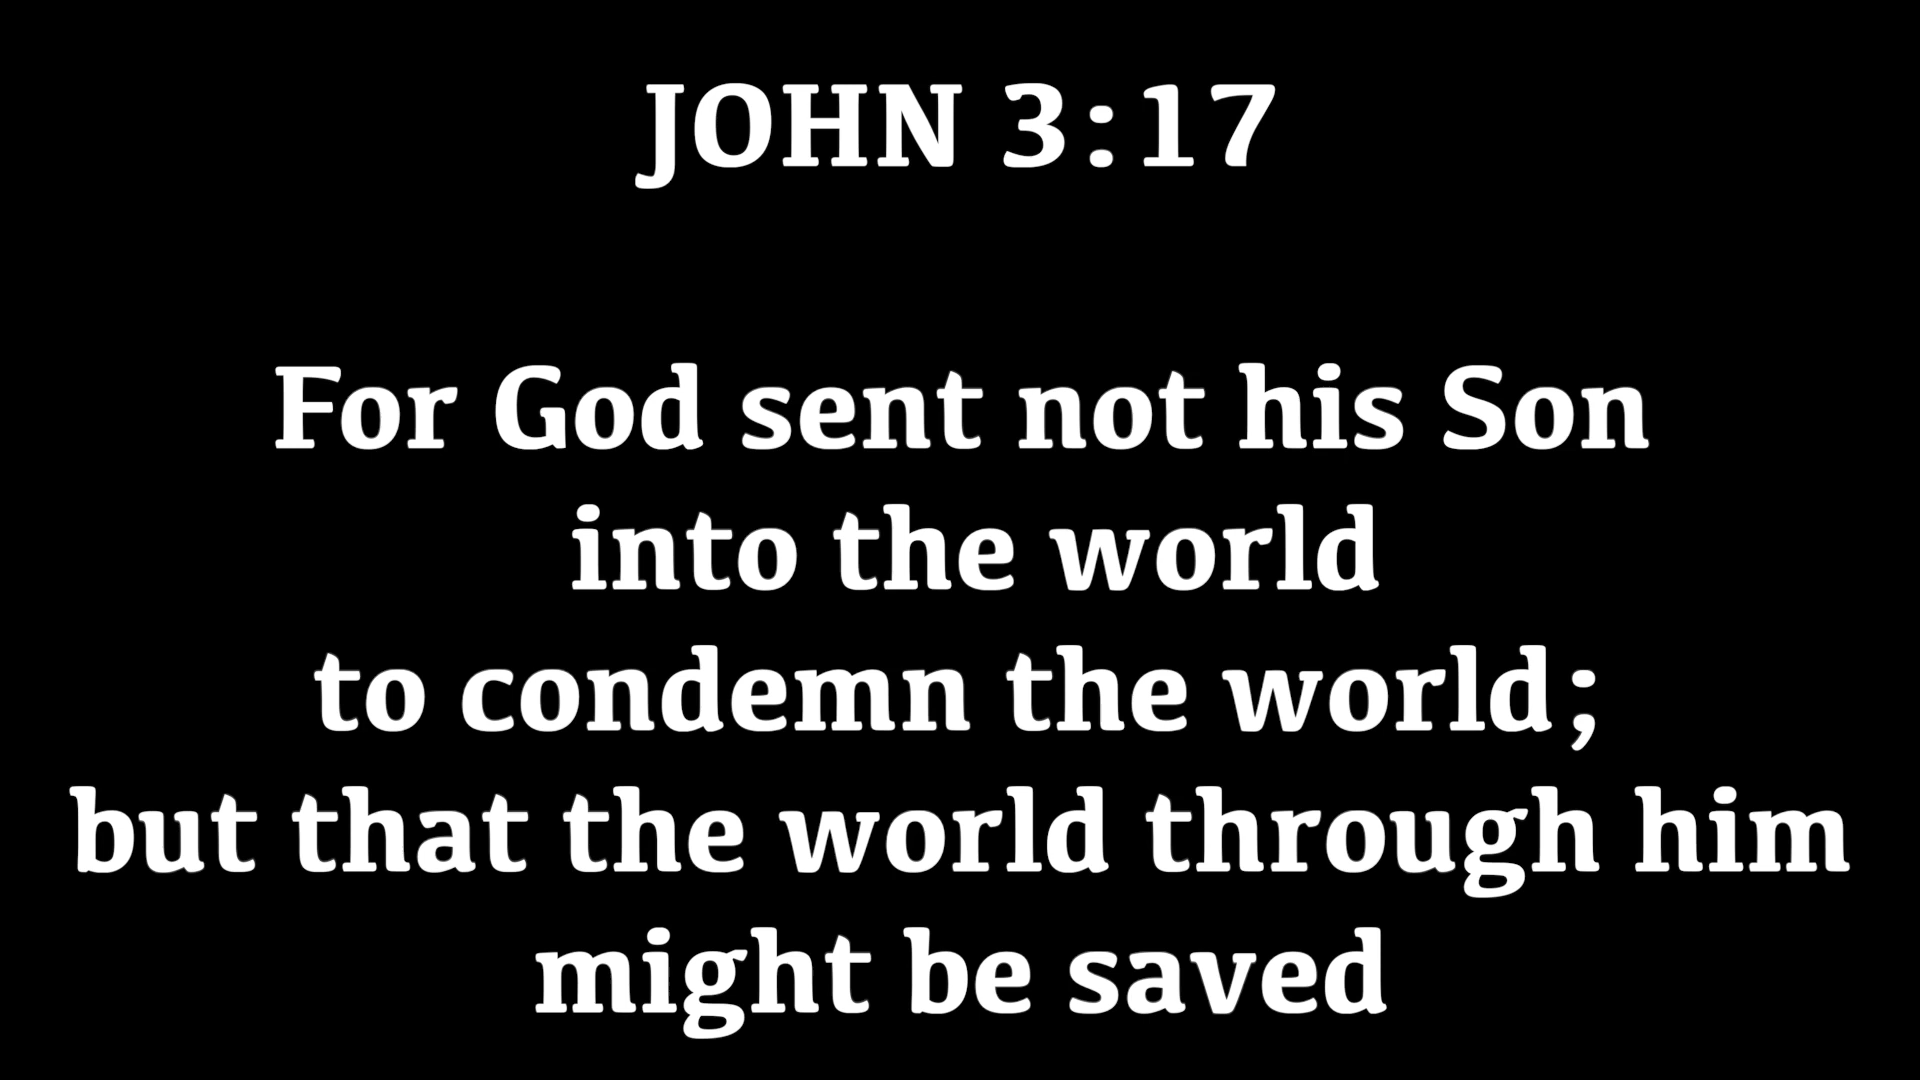 JOHN 3:17
For God sent not his Son
into the world
to condemn the world;
but that the world through him
might be saved